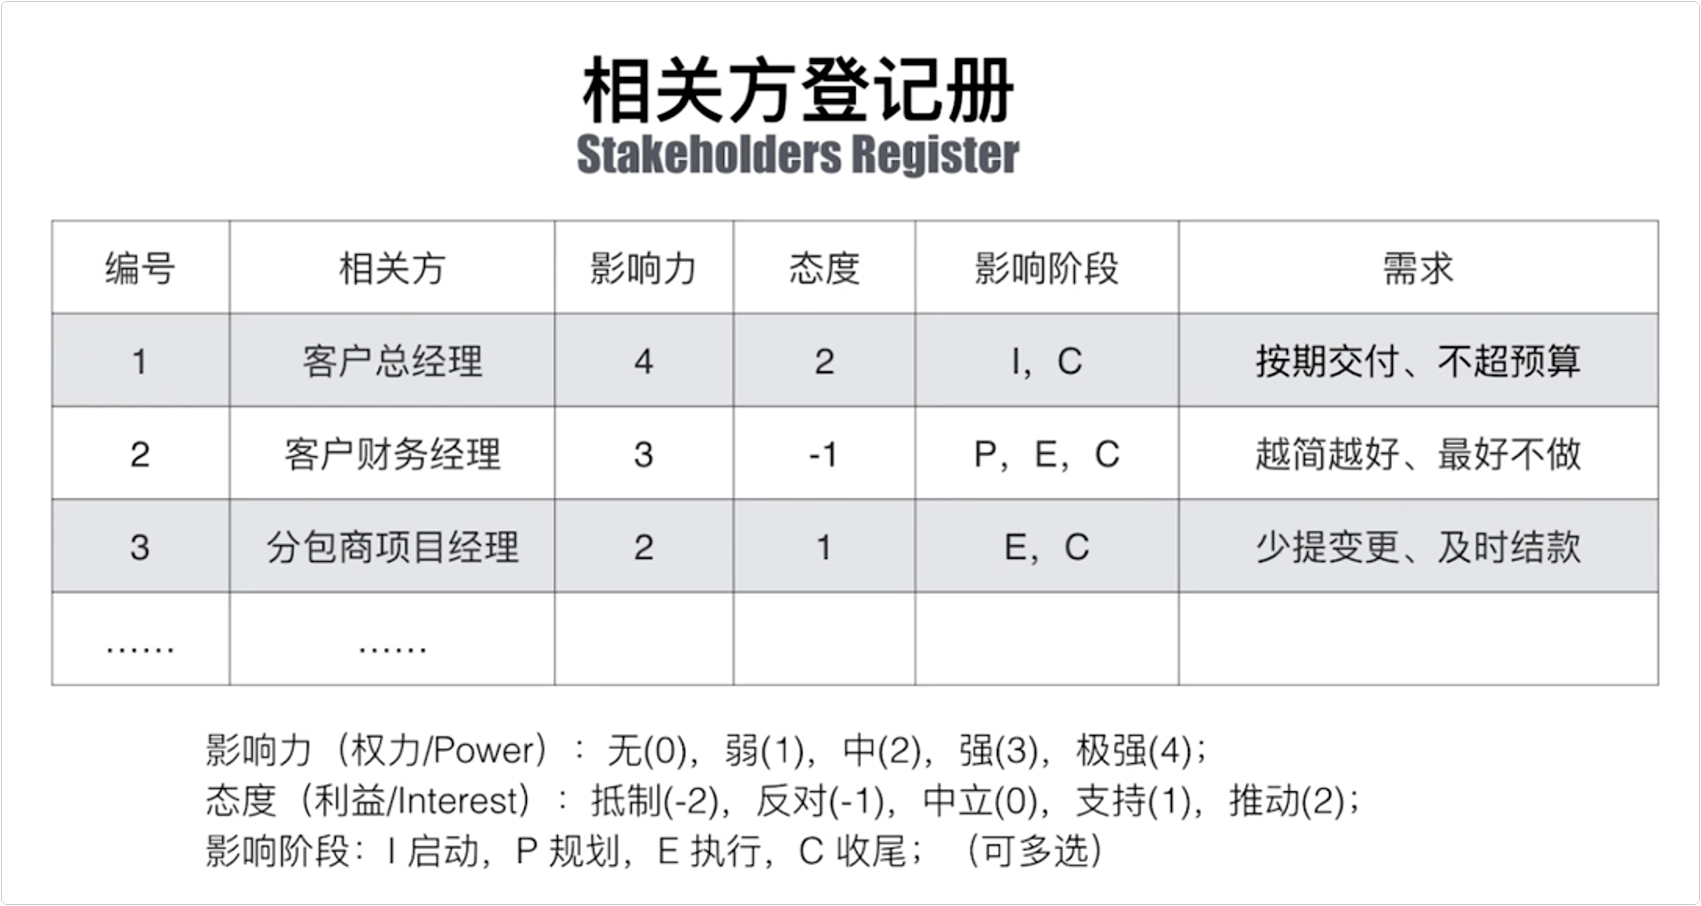 相关方登记册
Stakeholders Register
编号 相关方 影响力 态度 影响阶段 需求
1 客户总经理 4 2 I，C 按期交付、不超预算
2 客户财务经理 3 -1 P，E，C 越简越好、最好不做
3 分包商项目经理 2 1 E，C 少提变更、及时结款
…… ……
影响力（权力/Power）：无(0)，弱(1)，中(2)，强(3)，极强(4)；
态度（利益/Interest）：抵制(-2)，反对(-1)，中立(0)，支持(1)，推动(2)；
影响阶段：I 启动，P 规划，E 执行，C 收尾；（可多选）